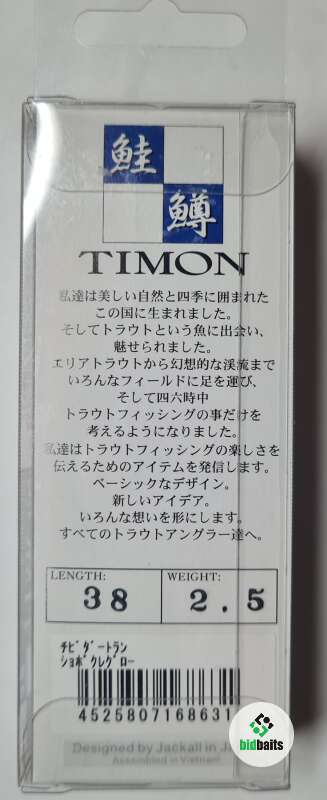 鮭
鱒
TIMON
私達は美しい自然と四季に囲まれた
この国に生まれました。
そしてトラウトという魚に出会い、
魅せられました。
エリアトラウトから幻想的な渓流まで
いろんなフィールドに足を運び、
そして四六時中
トラウトフィッシングの事だけを
考えるようになりました。
私達はトラウトフィッシングの楽しさを
伝えるためのアイテムを発信します。
ベーシックなデザイン。
新しいアイデア。
いろんな想いを形にします。
すべてのトラウトアングラー達へ。
LENGTH: WEIGHT:
38 2.5
ﾁﾋﾞﾀﾞｰﾄﾗﾝ
ｼｮﾎﾞｸﾚｸﾞﾛｰ
4525807168631
Designed by Jackall in
Assembled in Vietnam
bidbaits